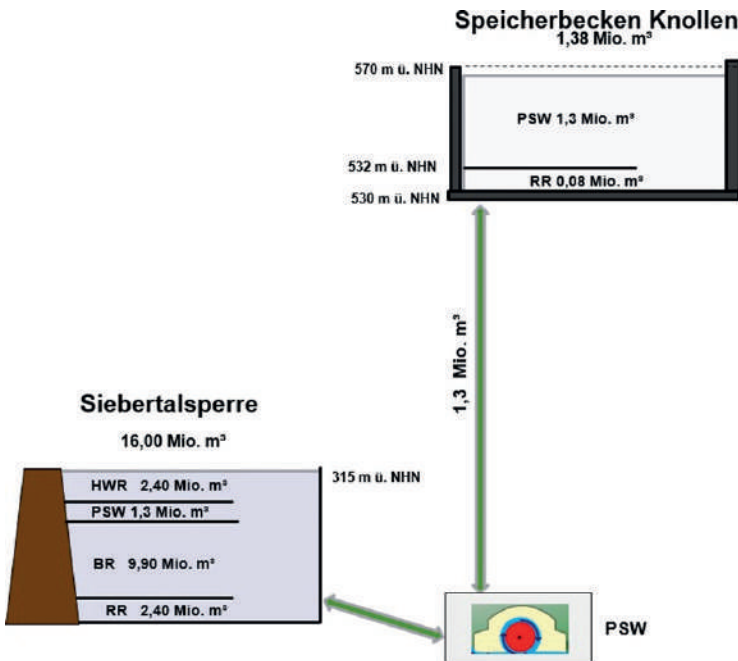 Speicherbecken Knollen
1,38 Mio. m³
570 m ü. NHN
PSW 1,3 Mio. m³
532 m ü. NHN
RR 0,08 Mio. m³
530 m ü. NHN
1,3 Mio. m³
Siebertalsperre
16,00 Mio. m³
315 m ü. NHN
HWR 2,40 Mio. m³
PSW 1,3 Mio. m³
BR 9,90 Mio. m³
RR 2,40 Mio. m³
PSW